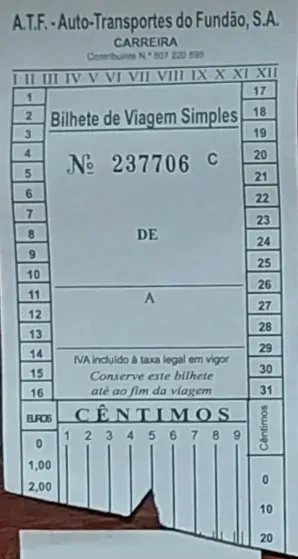 A.T.F. - Auto-Transportes do Fundão, S.A.
CARREIRA
Contribuinte N.º 507 220 595
I II III IV V VI VII VIII IX X XI XII
1 17
2 Bilhete de Viagem Simples 18
3 19
4 Nº 237706 C 20
5 21
6 22
7 23
8 DE 24
9 25
10 26
11 A 27
12 28
13 29
14 IVA incluído à taxa legal em vigor 30
15 Conserve este bilhete 31
16 até ao fim da viagem
EUROS CÊNTIMOS Cêntimos
1 2 3 4 5 6 7 8 9
0 0
1,00 10
2,00 20